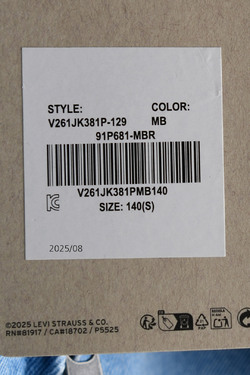 STYLE: COLOR:
V261JK381P-129 MB
91P681-MBR
V261JK381PMB140
SIZE: 140(S)
2025/08
©2025 LEVI STRAUSS & CO.
RN#81917 / CA#18702 / P5525
PAP